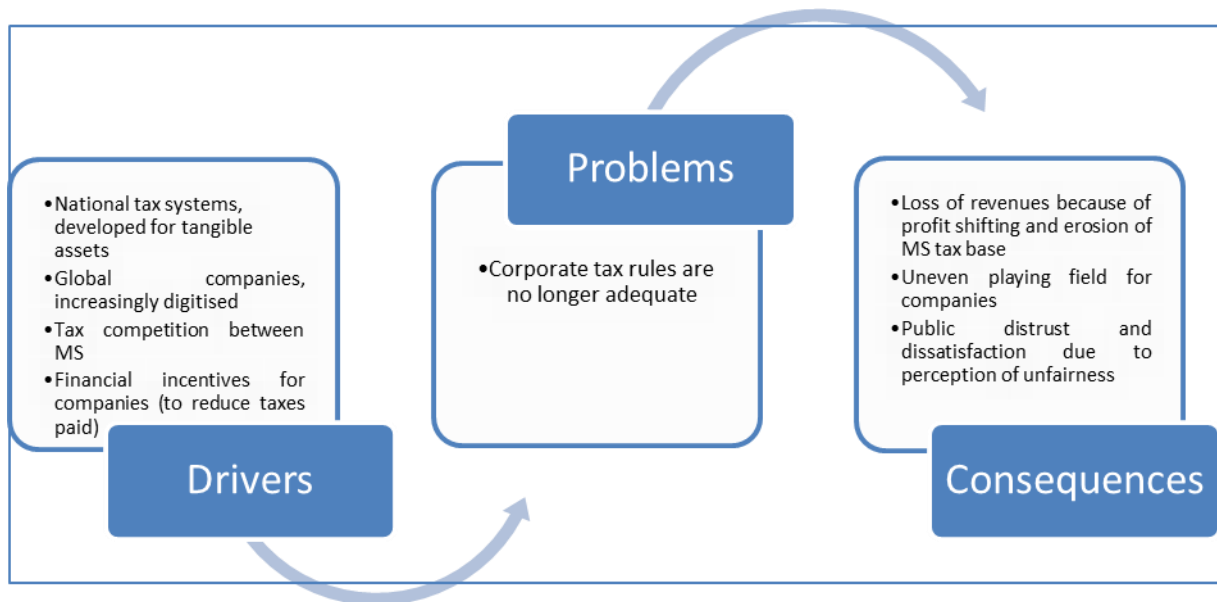 •National tax systems,
developed for tangible
assets
•Global companies,
increasingly digitised
•Tax competition between
MS
•Financial incentives for
companies (to reduce taxes
paid)
Drivers
Problems
•Corporate tax rules are
no longer adequate
•Loss of revenues because of
profit shifting and erosion of
MS tax base
•Uneven playing field for
companies
•Public distrust and
dissatisfaction due to
perception of unfairness
Consequences